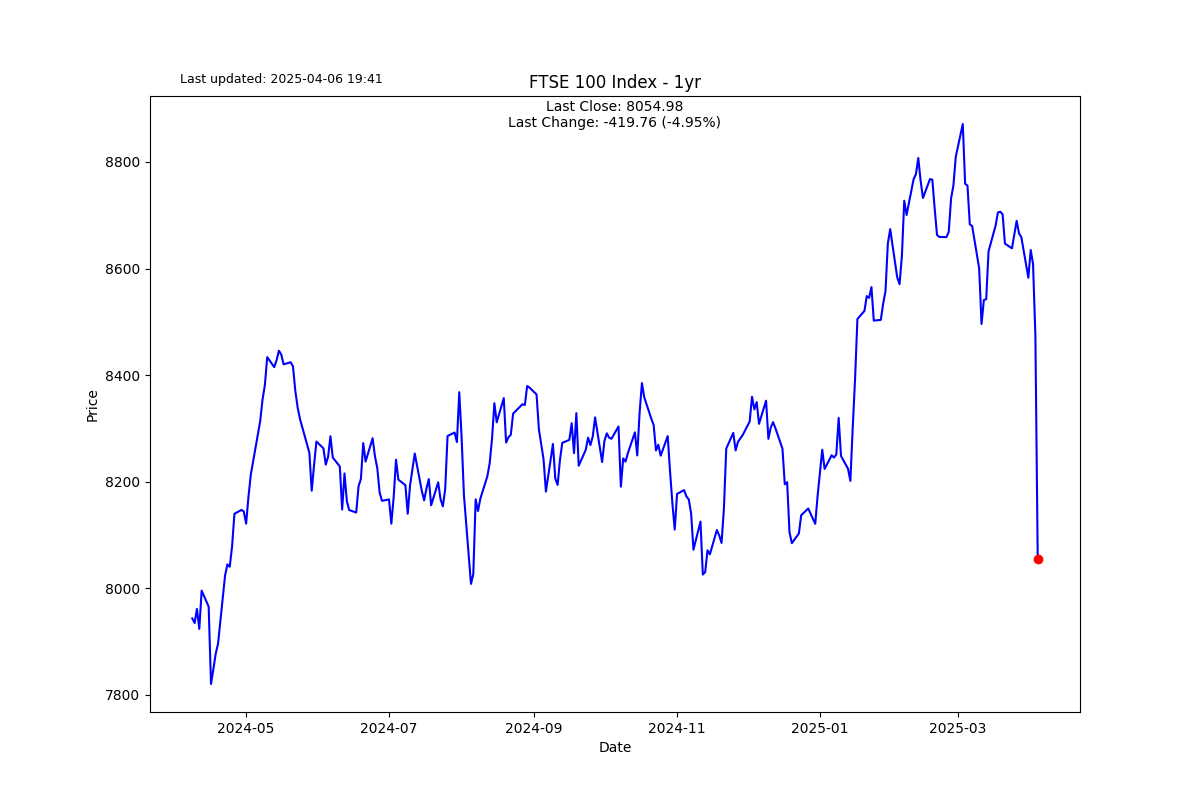 Last updated: 2025-04-06 19:41
FTSE 100 Index - 1yr
Last Close: 8054.98
Last Change: -419.76 (-4.95%)
8800
8600
8400
8200
8000
7800
Price
2024-05
2024-07
2024-09
2024-11
2025-01
2025-03
Date